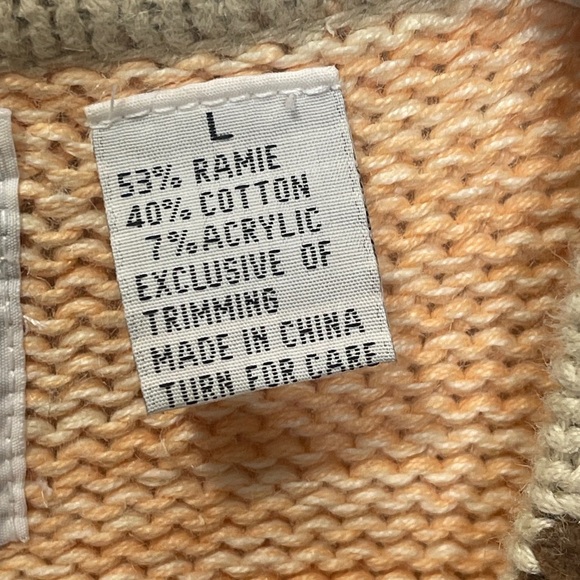 L
53% RAMIE
40% COTTON
7% ACRYLIC
EXCLUSIVE OF
TRIMMING
MADE IN CHINA
TURN FOR CARE